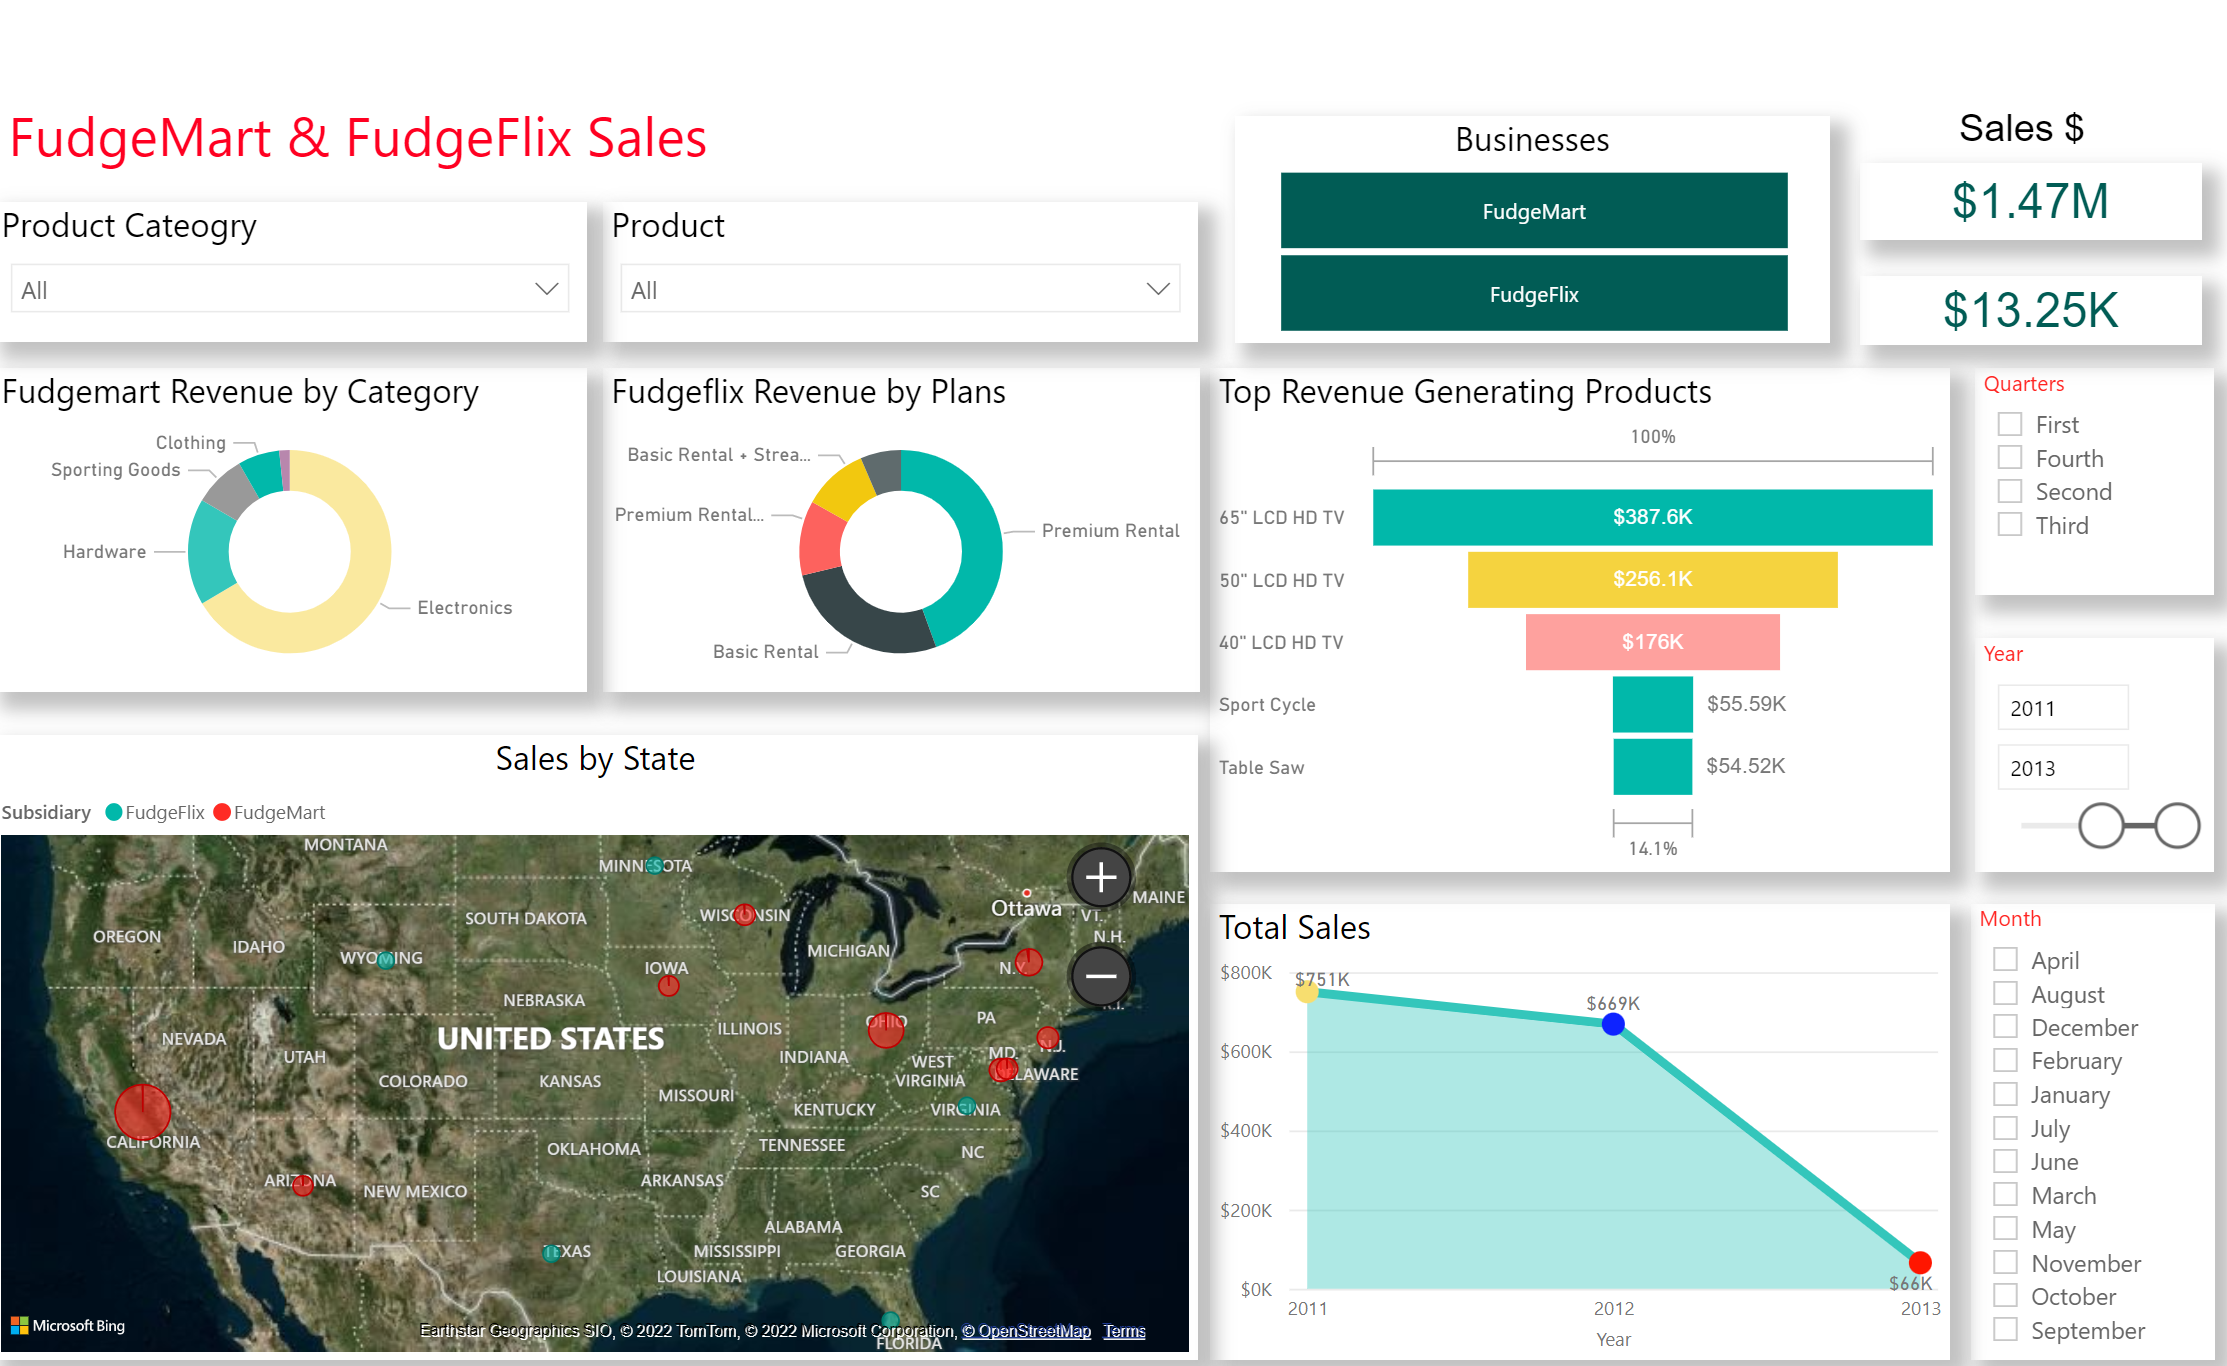 FudgeMart & FudgeFlix Sales
Product Cateogry
All
Product
All
Businesses
FudgeMart
FudgeFlix
Sales $
$1.47M
$13.25K
Fudgemart Revenue by Category
Clothing
Sporting Goods
Hardware
Electronics
Fudgeflix Revenue by Plans
Basic Rental + Strea...
Premium Rental...
Premium Rental
Basic Rental
Top Revenue Generating Products
100%
65" LCD HD TV
$387.6K
50" LCD HD TV
$256.1K
40" LCD HD TV
$176K
Sport Cycle
$55.59K
Table Saw
$54.52K
14.1%
Quarters
First
Fourth
Second
Third
Year
2011
2013
Sales by State
Subsidiary FudgeFlix FudgeMart
MONTANA
MINNESOTA
MAINE
Ottawa
VT.
SOUTH DAKOTA
WISCONSIN
OREGON
IDAHO
N.H.
MICHIGAN
WYOMING
IOWA
N.Y.
NEBRASKA
UNITED STATES
ILLINOIS
OHIO
PA
R.I.
NEVADA
UTAH
INDIANA
WEST
VIRGINIA
MD.
N.J.
DELAWARE
COLORADO
KANSAS
MISSOURI
KENTUCKY
VIRGINIA
CALIFORNIA
OKLAHOMA
TENNESSEE
NC
ARIZONA
NEW MEXICO
ARKANSAS
SC
ALABAMA
TEXAS
MISSISSIPPI
GEORGIA
LOUISIANA
FLORIDA
Microsoft Bing
Earthstar Geographics SIO, © 2022 TomTom, © 2022 Microsoft Corporation, © OpenStreetMap Terms
Total Sales
$800K
$600K
$400K
$200K
$0K
$751K
$669K
$66K
2011
2012
2013
Year
Month
April
August
December
February
January
July
June
March
May
November
October
September